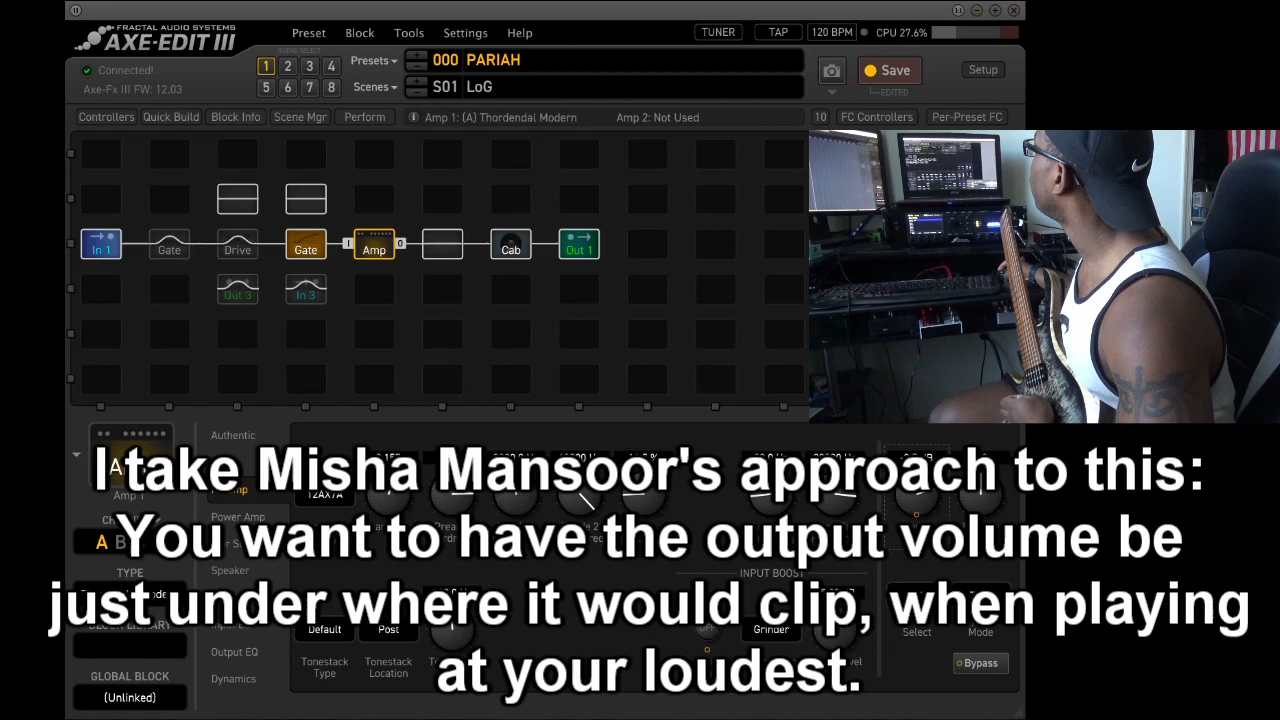 FRACTAL AUDIO SYSTEMS
AXE-EDIT III
Preset Block Tools Settings Help
TUNER TAP 120 BPM CPU 27.6%
SCENE SELECT
Connected!
Axe-Fx III FW: 12.03
1 2 3 4
5 6 7 8
Presets
Scenes
000 PARIAH
S01 LoG
Save
EDITED
Setup
Controllers Quick Build Block Info Scene Mgr Perform
Amp 1: (A) Thordendal Modern Amp 2: Not Used
10 FC Controllers Per-Preset FC
In 1 Gate Drive Gate I Amp O Cab Out 1
Out 3 In 3
Authentic
I take Misha Mansoor's approach to this:
You want to have the output volume be
just under where it would clip, when playing
at your loudest.
12AX7A
Amp 1
Power Amp
A B
Speaker
TYPE
INPUT BOOST
Default Post
Grinder
Select Mode
Output EQ
Dynamics
Tonestack Type
Tonestack Location
Bypass
GLOBAL BLOCK
(Unlinked)